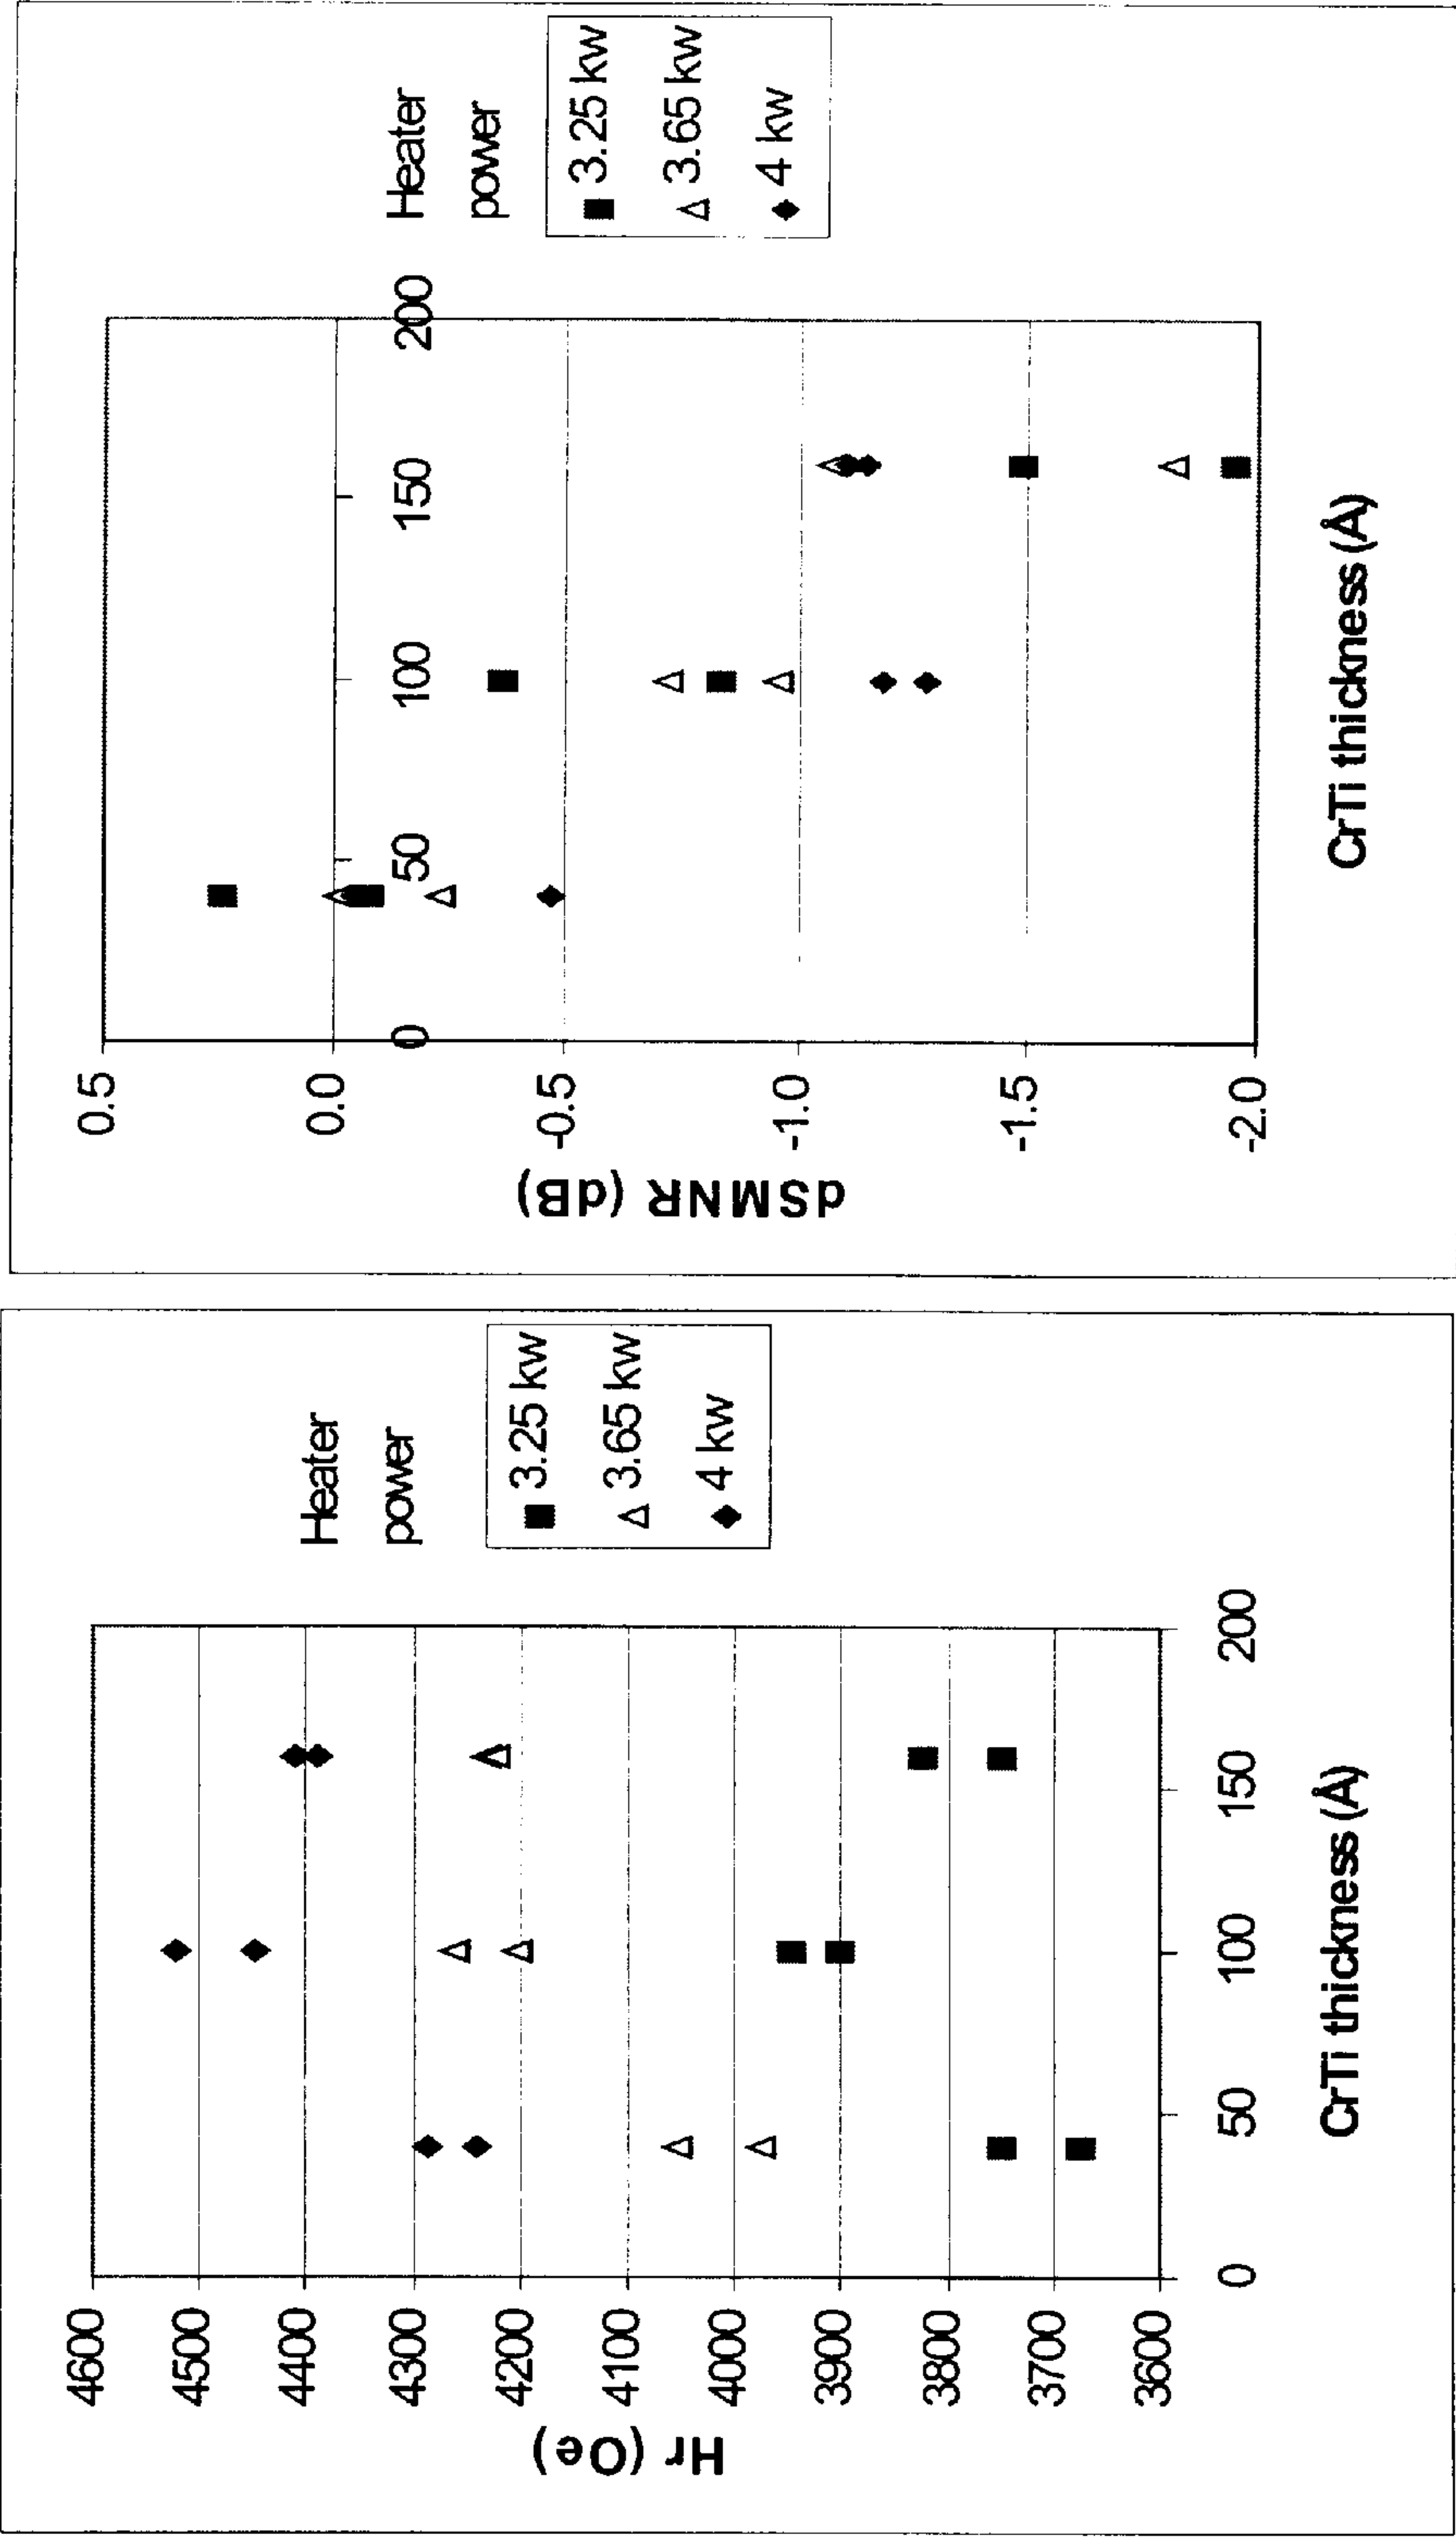 4600
4500
4400
4300
4200
4100
4000
3900
3800
3700
3600
Hr (Oe)
0
50
100
150
200
CrTi thickness (Å)
Heater
power
3.25 kw
3.65 kw
4 kw
0.5
0.0
-0.5
-1.0
-1.5
-2.0
dSMNR (dB)
0
50
100
150
200
CrTi thickness (Å)
Heater
power
3.25 kw
3.65 kw
4 kw